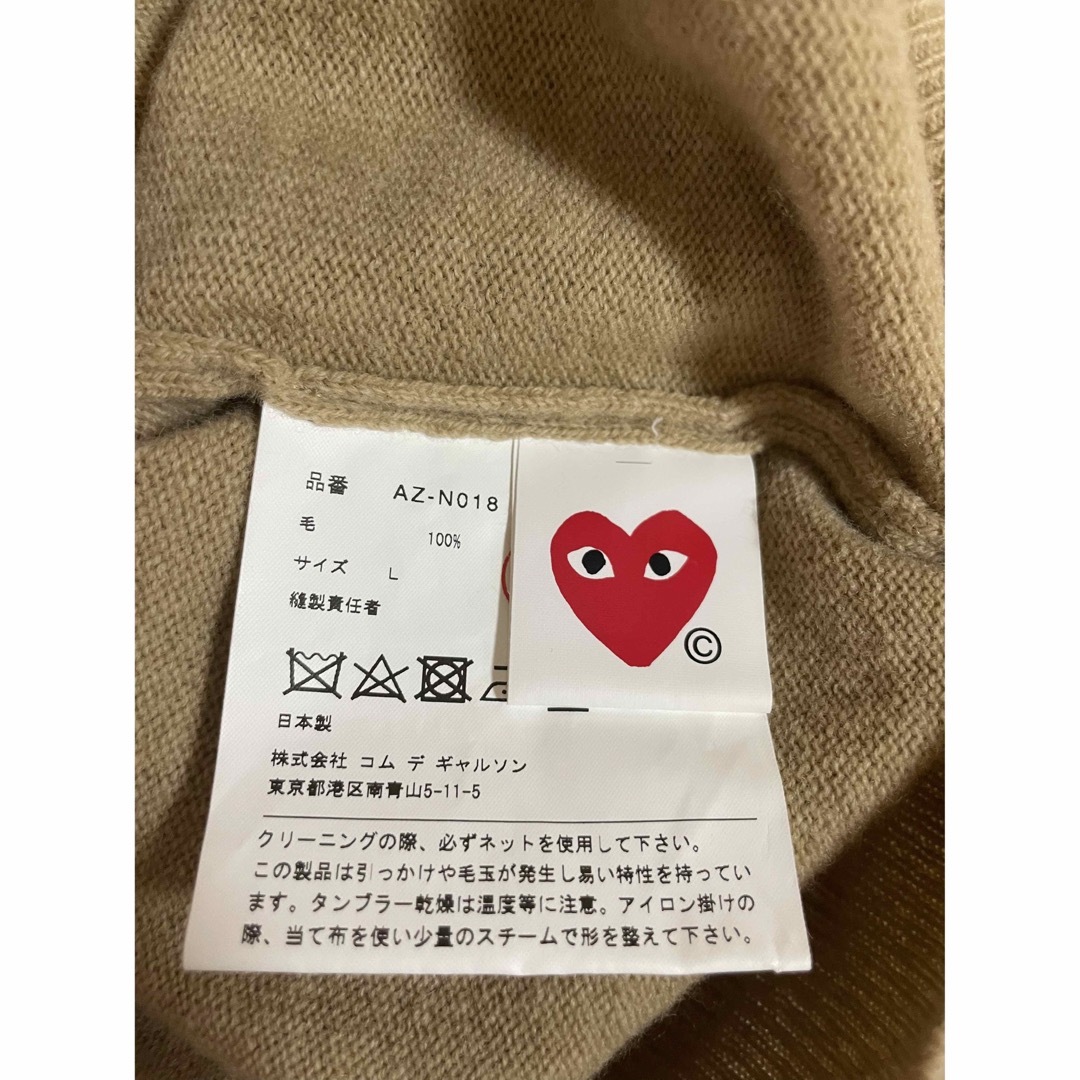 品番 AZ-N018
毛 100%
サイズ L
縫製責任者
日本製
株式会社 コム デ ギャルソン
東京都港区南青山5-11-5
クリーニングの際、必ずネットを使用して下さい。
この製品は引っかけや毛玉が発生し易い特性を持ってい
ます。タンブラー乾燥は温度等に注意。アイロン掛けの
際、当て布を使い少量のスチームで形を整えて下さい。
©